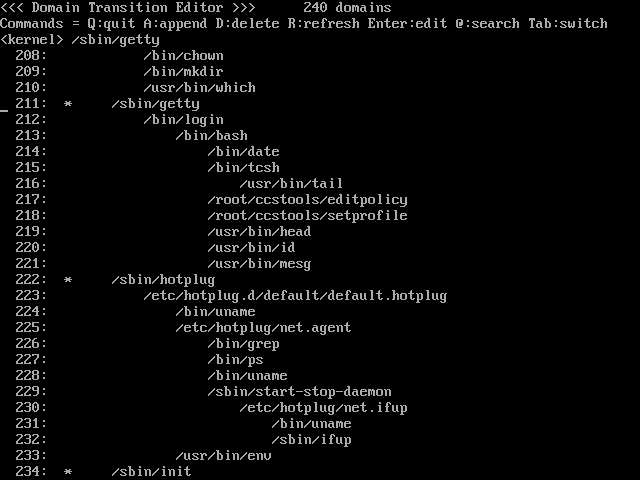 <<< Domain Transition Editor >>>      240 domains
Commands = Q:quit A:append D:delete R:refresh Enter:edit @:search Tab:switch
<kernel> /sbin/getty
  208:            /bin/chown
  209:            /bin/mkdir
  210:            /usr/bin/which
_ 211:  *     /sbin/getty
  212:            /bin/login
  213:                /bin/bash
  214:                    /bin/date
  215:                    /bin/tcsh
  216:                        /usr/bin/tail
  217:                    /root/ccstools/editpolicy
  218:                    /root/ccstools/setprofile
  219:                    /usr/bin/head
  220:                    /usr/bin/id
  221:                    /usr/bin/mesg
  222:  *     /sbin/hotplug
  223:            /etc/hotplug.d/default/default.hotplug
  224:                /bin/uname
  225:                /etc/hotplug/net.agent
  226:                    /bin/grep
  227:                    /bin/ps
  228:                    /bin/uname
  229:                    /sbin/start-stop-daemon
  230:                        /etc/hotplug/net.ifup
  231:                            /bin/uname
  232:                            /sbin/ifup
  233:                /usr/bin/env
  234:  *     /sbin/init